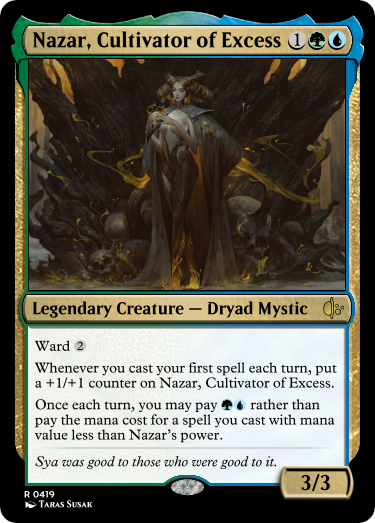 Nazar, Cultivator of Excess 1
Legendary Creature — Dryad Mystic
Ward 2
Whenever you cast your first spell each turn, put
a +1/+1 counter on Nazar, Cultivator of Excess.
Once each turn, you may pay rather than
pay the mana cost for a spell you cast with mana
value less than Nazar's power.
Sya was good to those who were good to it.
3/3
R 0419
Taras Susak